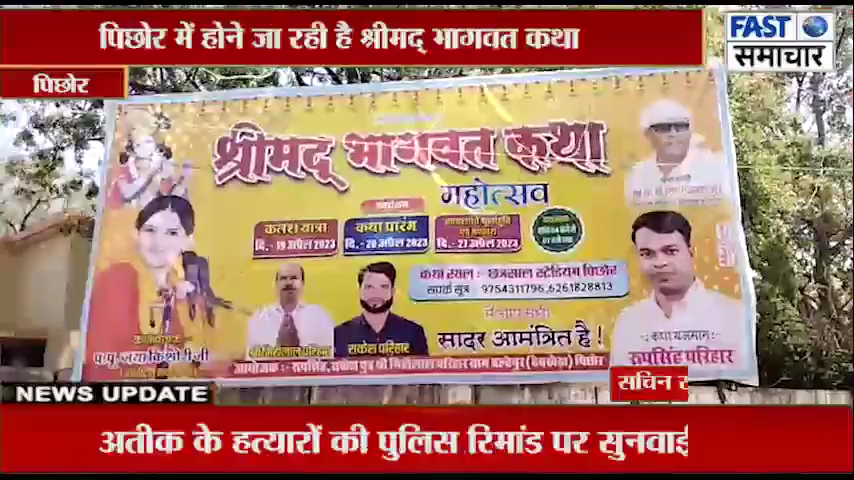 पिछोर में होने जा रही है श्रीमद् भागवत कथा
FAST
समाचार
पिछोर
श्रीमद् भागवत कथा
महोत्सव
कलश यात्रा
दि.- 19 अप्रैल 2023
कथा प्रारंभ
दि.- 20 अप्रैल 2023
दि.- 27 अप्रैल 2023
कथा स्थल :- छत्रसाल स्टेडियम पिछोर
संपर्क सूत्र :- 9754311796, 6261828813
में आप सभी
सादर आमंत्रित है !
राकेश परिहार
-: कथा यजमान :-
रूपसिंह परिहार
सचिन
NEWS UPDATE
अतीक के हत्यारों की पुलिस रिमांड पर सुनवाई